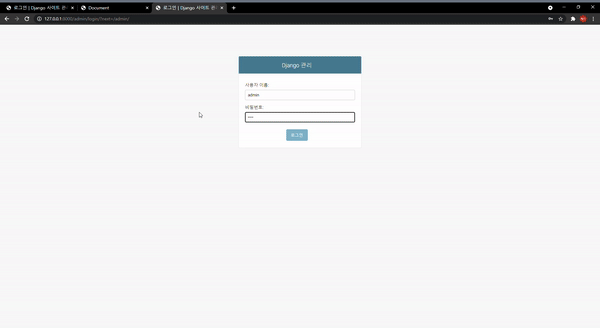 로그인 | Django 사이트 관
Document
로그인 | Django 사이트 관
127.0.0.1:8000/admin/login/?next=/admin/
Django 관리
사용자 이름:
admin
비밀번호:
••••
로그인